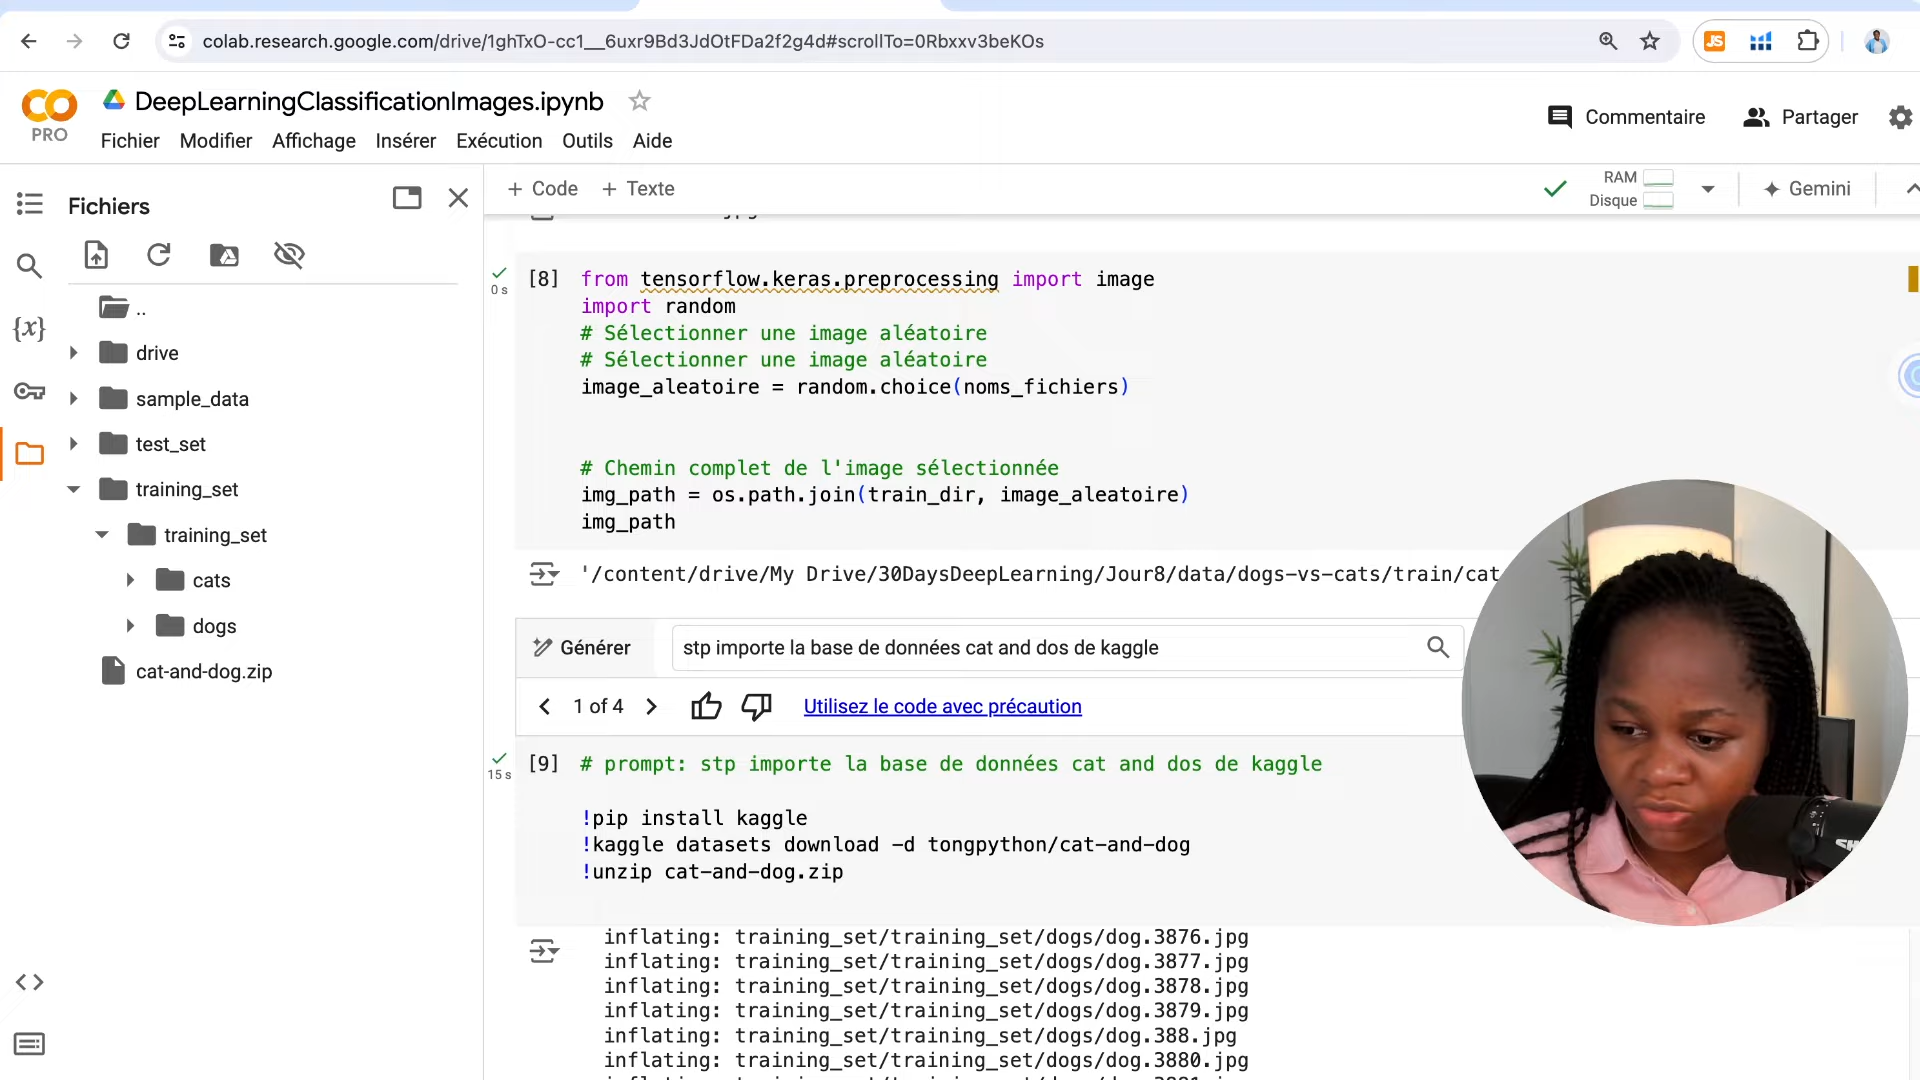 colab.research.google.com/drive/1ghTxO-cc1__6uxr9Bd3JdOtFDa2f2g4d#scrollTo=0Rbxxv3beKOs
JS
PRO
DeepLearningClassificationImages.ipynb
Fichier Modifier Affichage Insérer Exécution Outils Aide
Commentaire
Partager
Fichiers
+ Code + Texte
RAM
Disque
Gemini
..
drive
sample_data
test_set
training_set
training_set
cats
dogs
cat-and-dog.zip
{x}
0 s
[8] from tensorflow.keras.preprocessing import image
import random
# Sélectionner une image aléatoire
# Sélectionner une image aléatoire
image_aleatoire = random.choice(noms_fichiers)
# Chemin complet de l'image sélectionnée
img_path = os.path.join(train_dir, image_aleatoire)
img_path
'/content/drive/My Drive/30DaysDeepLearning/Jour8/data/dogs-vs-cats/train/cat
Générer
stp importe la base de données cat and dos de kaggle
1 of 4
Utilisez le code avec précaution
15 s
[9] # prompt: stp importe la base de données cat and dos de kaggle
!pip install kaggle
!kaggle datasets download -d tongpython/cat-and-dog
!unzip cat-and-dog.zip
inflating: training_set/training_set/dogs/dog.3876.jpg
inflating: training_set/training_set/dogs/dog.3877.jpg
inflating: training_set/training_set/dogs/dog.3878.jpg
inflating: training_set/training_set/dogs/dog.3879.jpg
inflating: training_set/training_set/dogs/dog.388.jpg
inflating: training_set/training_set/dogs/dog.3880.jpg